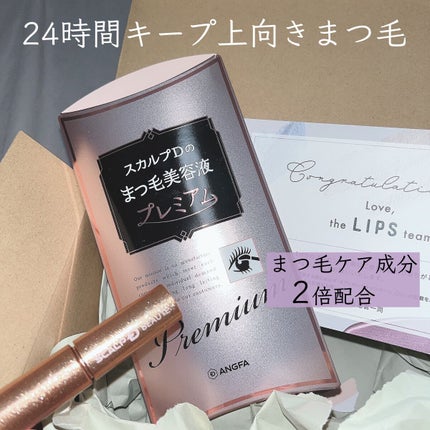 24時間キープ上向きまつ毛
スカルプDの
まつ毛美容液
プレミアム
Congratulati
Love,
the LIPS team
まつ毛ケア成分
2倍配合
Premium
ANGFA